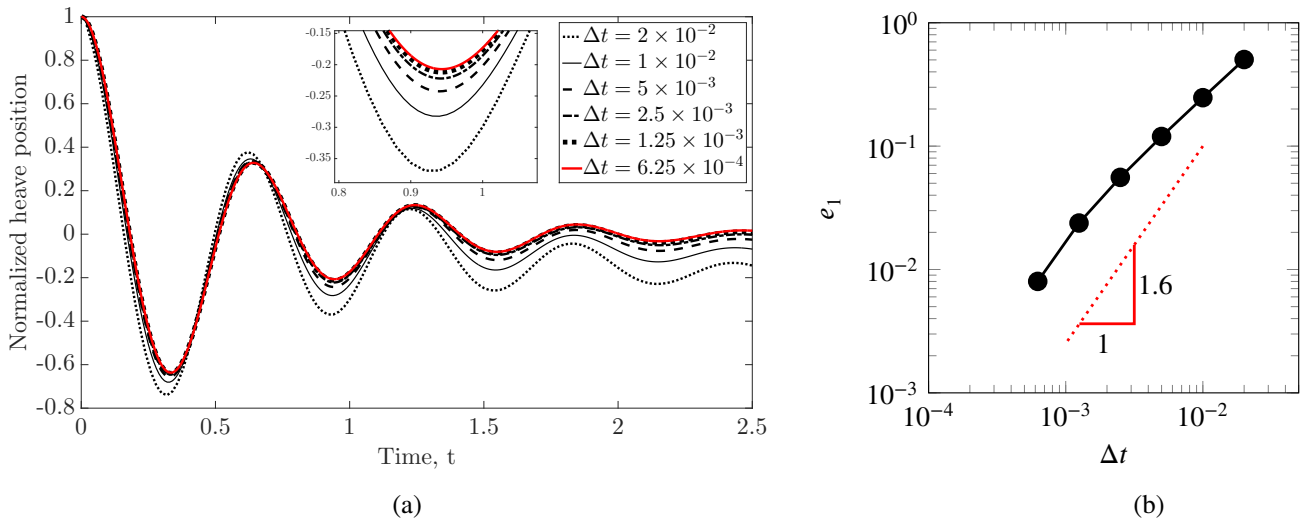 1
0.8
0.6
0.4
0.2
0
-0.2
-0.4
-0.6
-0.8
Normalized heave position
0
0.5
1
1.5
2
2.5
Time, t
-0.15
-0.2
-0.25
-0.3
-0.35
0.8
0.9
1
Δt = 2 × 10⁻²
Δt = 1 × 10⁻²
Δt = 5 × 10⁻³
Δt = 2.5 × 10⁻³
Δt = 1.25 × 10⁻³
Δt = 6.25 × 10⁻⁴
(a)
10⁰
10⁻¹
10⁻²
10⁻³
e₁
1.6
1
10⁻⁴
10⁻³
10⁻²
Δt
(b)